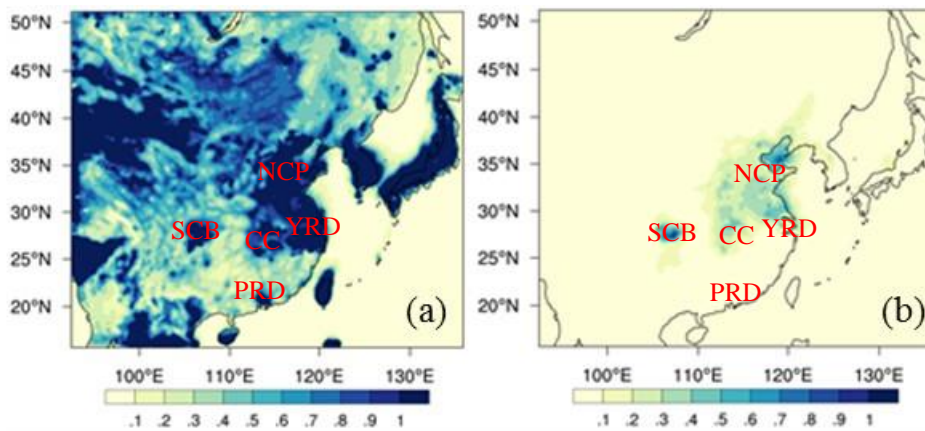 50°N
45°N
40°N
35°N
30°N
25°N
20°N
NCP
SCB
CC
YRD
PRD
(a)
100°E 110°E 120°E 130°E
.1 .2 .3 .4 .5 .6 .7 .8 .9 1
50°N
45°N
40°N
35°N
30°N
25°N
20°N
NCP
SCB
CC
YRD
PRD
(b)
100°E 110°E 120°E 130°E
.1 .2 .3 .4 .5 .6 .7 .8 .9 1